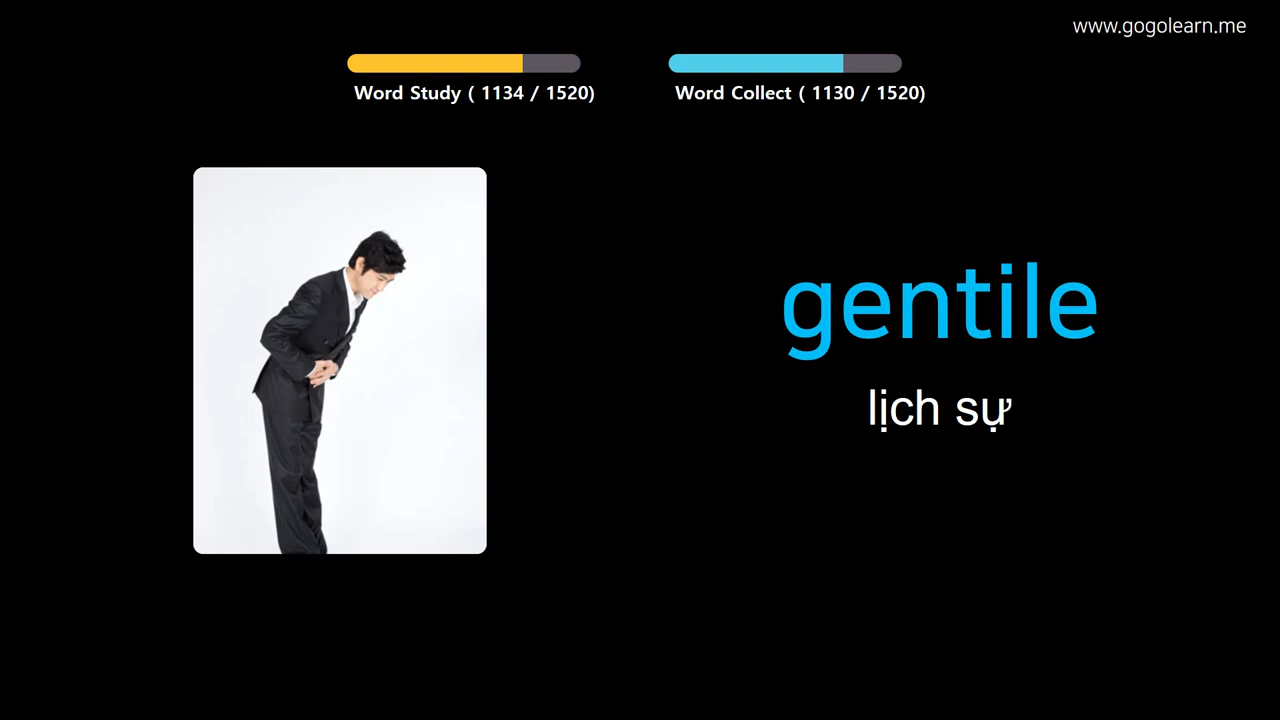 www.gogolearn.me
Word Study ( 1134 / 1520)
Word Collect ( 1130 / 1520)
gentile
lịch sự